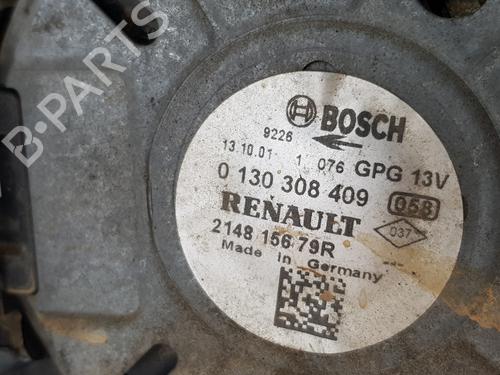 BOSCH
9226
13.10.01 1 076 GPG 13V
0 130 308 409 058
RENAULT 037
2148 156 79R
Made in Germany
B-PARTS